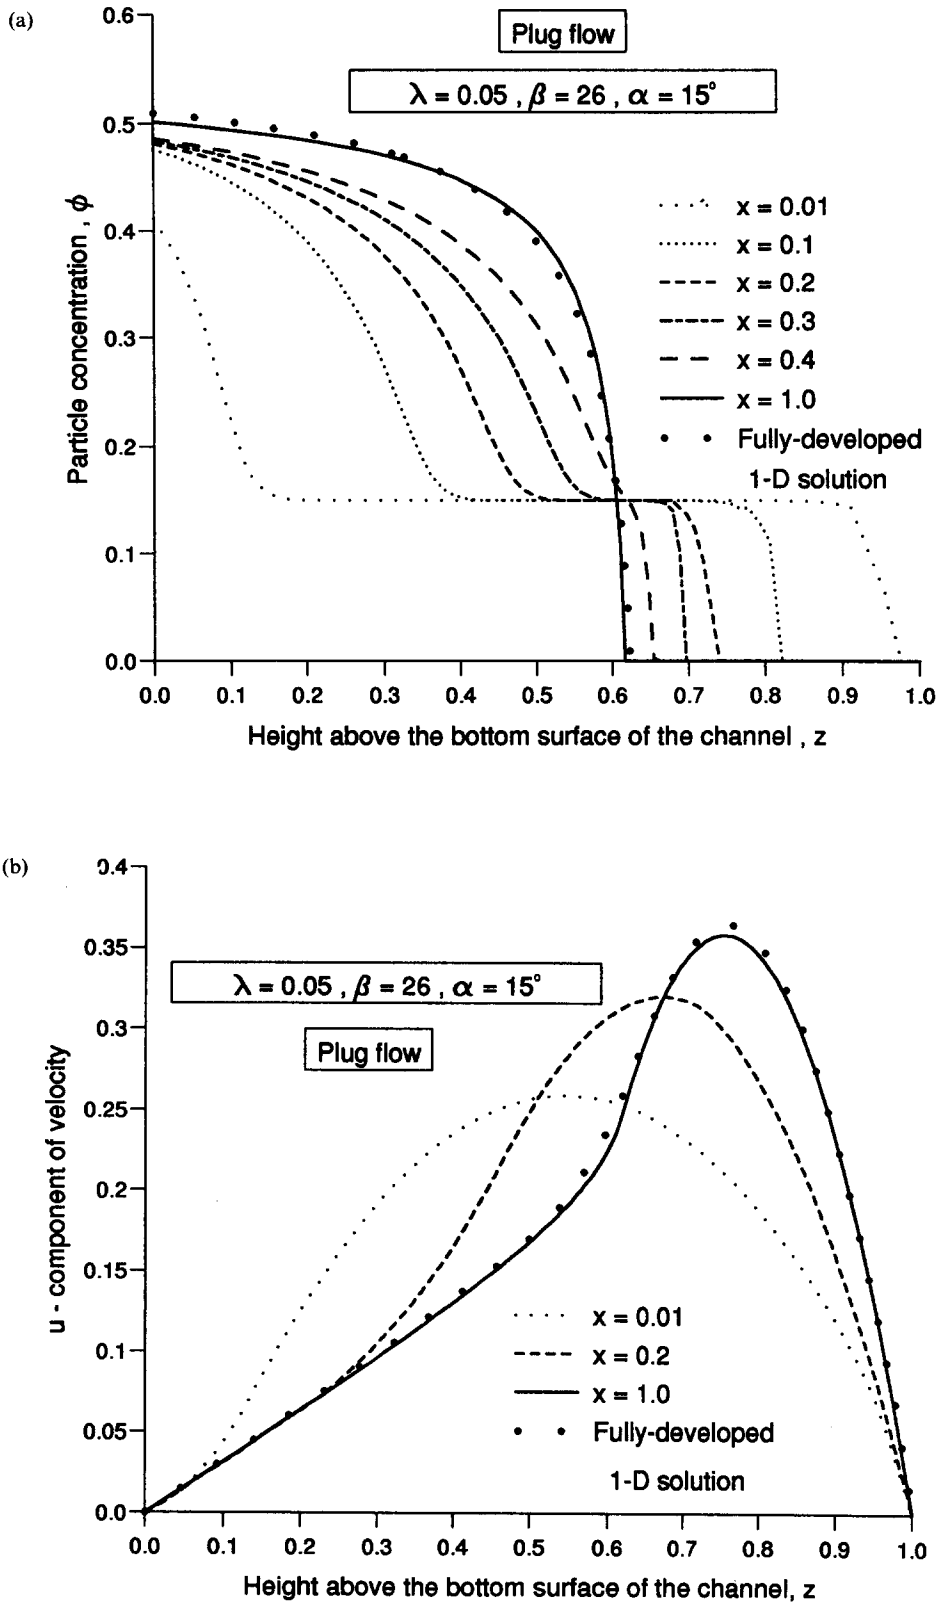 (a)
0.6
0.5
0.4
0.3
0.2
0.1
0.0
Particle concentration , ϕ
Plug flow
λ = 0.05 , β = 26 , α = 15°
x = 0.01
x = 0.1
x = 0.2
x = 0.3
x = 0.4
x = 1.0
Fully-developed
1-D solution
0.0 0.1 0.2 0.3 0.4 0.5 0.6 0.7 0.8 0.9 1.0
Height above the bottom surface of the channel , z
(b)
0.4
0.35
0.3
0.25
0.2
0.15
0.1
0.05
0.0
u - component of velocity
λ = 0.05 , β = 26 , α = 15°
Plug flow
x = 0.01
x = 0.2
x = 1.0
Fully-developed
1-D solution
0.0 0.1 0.2 0.3 0.4 0.5 0.6 0.7 0.8 0.9 1.0
Height above the bottom surface of the channel, z